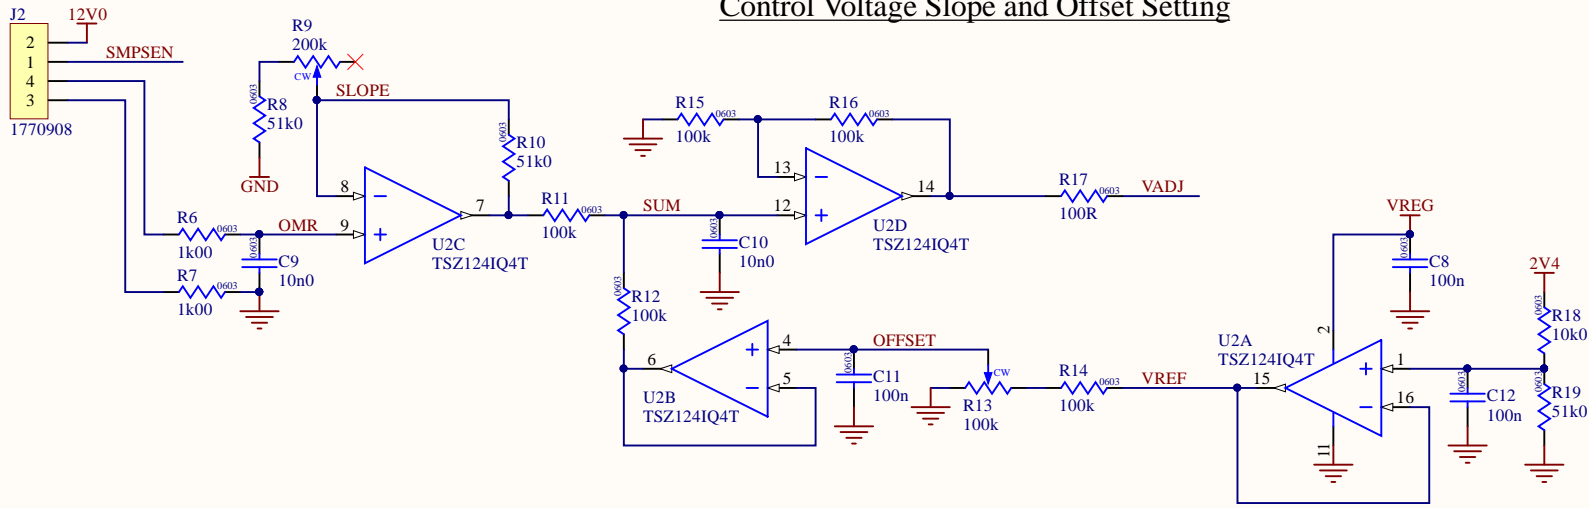 Control Voltage Slope and Offset Setting
J2
12V0
2
1
4
3
SMPSEN
1770908
R9
200k
CW
SLOPE
0603
R8
51k0
GND
0603
R10
51k0
8
9
7
U2C
TSZ124IQ4T
R6
0603
1k00
OMR
0603
C9
10n0
R7
0603
1k00
R11
0603
100k
SUM
0603
C10
10n0
0603
R12
100k
R15
0603
100k
R16
0603
100k
13
12
14
U2D
TSZ124IQ4T
R17
0603
100R
VADJ
6
4
5
U2B
TSZ124IQ4T
OFFSET
0603
C11
100n
CW
R13
100k
R14
0603
100k
VREF
VREG
0603
C8
100n
2V4
0603
R18
10k0
U2A
TSZ124IQ4T
2
1
15
16
11
0603
C12
100n
0603
R19
51k0